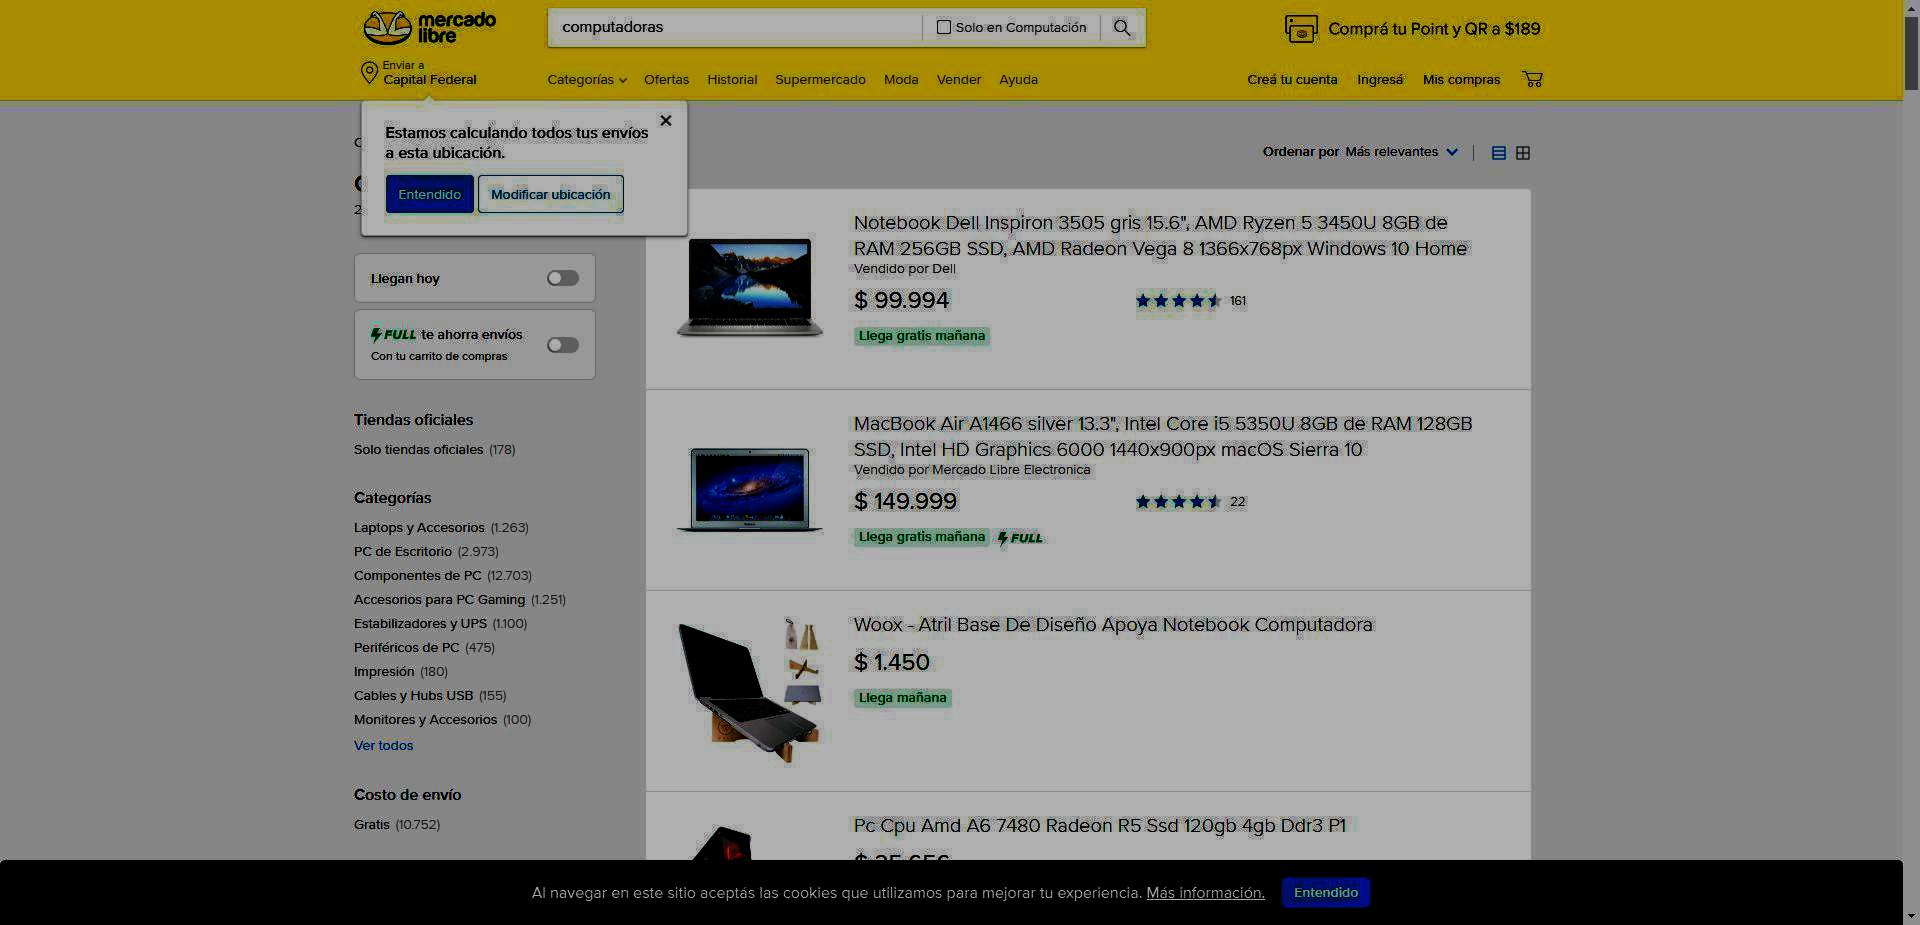 mercado
libre
computadoras
Solo en Computación
Comprá tu Point y QR a $189
Enviar a
Capital Federal
Categorías
Ofertas
Historial
Supermercado
Moda
Vender
Ayuda
Creá tu cuenta
Ingresá
Mis compras
Estamos calculando todos tus envíos
a esta ubicación.
Entendido
Modificar ubicación
Ordenar por Más relevantes
Llegan hoy
FULL te ahorra envíos
Con tu carrito de compras
Tiendas oficiales
Solo tiendas oficiales (178)
Categorías
Laptops y Accesorios (1.263)
PC de Escritorio (2.973)
Componentes de PC (12.703)
Accesorios para PC Gaming (1.251)
Estabilizadores y UPS (1.100)
Periféricos de PC (475)
Impresión (180)
Cables y Hubs USB (155)
Monitores y Accesorios (100)
Ver todos
Costo de envío
Gratis (10.752)
Notebook Dell Inspiron 3505 gris 15.6", AMD Ryzen 5 3450U 8GB de
RAM 256GB SSD, AMD Radeon Vega 8 1366x768px Windows 10 Home
Vendido por Dell
$ 99.994
161
Llega gratis mañana
MacBook Air A1466 silver 13.3", Intel Core i5 5350U 8GB de RAM 128GB
SSD, Intel HD Graphics 6000 1440x900px macOS Sierra 10
Vendido por Mercado Libre Electronica
$ 149.999
22
Llega gratis mañana FULL
Woox - Atril Base De Diseño Apoya Notebook Computadora
$ 1.450
Llega mañana
Pc Cpu Amd A6 7480 Radeon R5 Ssd 120gb 4gb Ddr3 P1
Al navegar en este sitio aceptás las cookies que utilizamos para mejorar tu experiencia. Más información.
Entendido